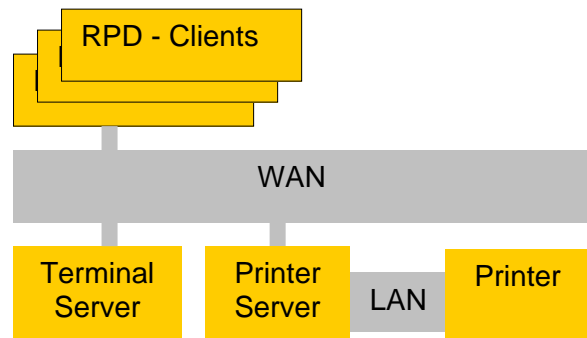 RPD - Clients
WAN
Terminal
Server
Printer
Server
LAN
Printer